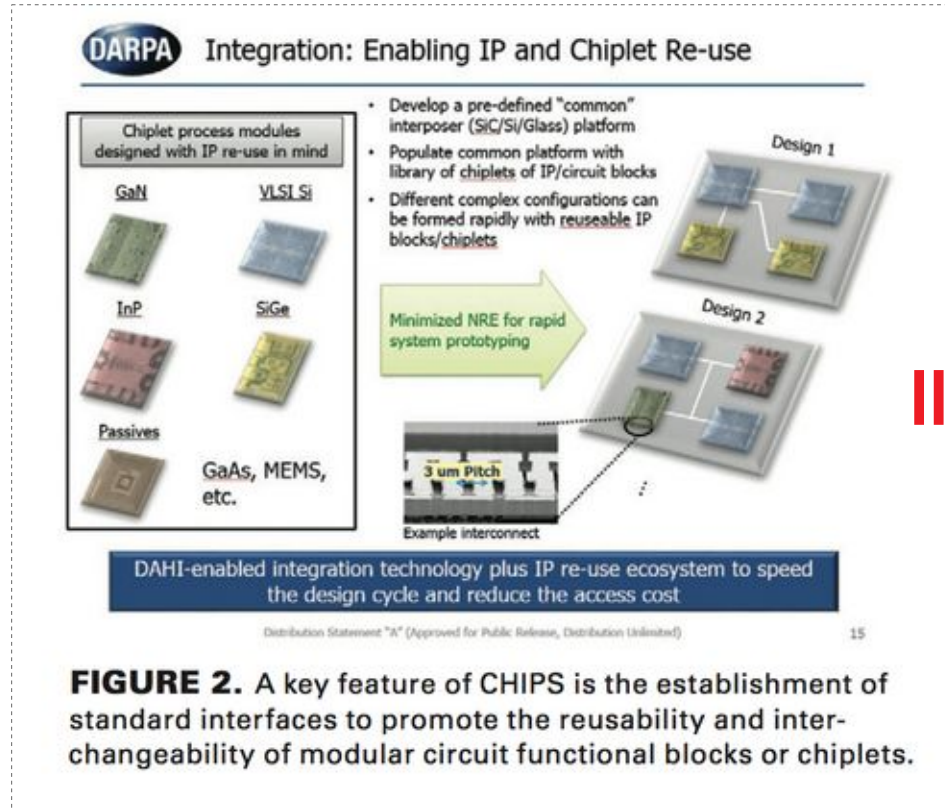 DARPA Integration: Enabling IP and Chiplet Re-use
Chiplet process modules
designed with IP re-use in mind
GaN VLSI Si
InP SiGe
Passives
GaAs, MEMS,
etc.
• Develop a pre-defined “common”
interposer (SiC/Si/Glass) platform
• Populate common platform with
library of chiplets of IP/circuit blocks
• Different complex configurations can
be formed rapidly with reuseable IP
blocks/chiplets
Minimized NRE for rapid
system prototyping
Design 1
Design 2
3 um Pitch
Example interconnect
⋮
DAHI-enabled integration technology plus IP re-use ecosystem to speed
the design cycle and reduce the access cost
Distribution Statement "A" (Approved for Public Release, Distribution Unlimited) 15
FIGURE 2. A key feature of CHIPS is the establishment of
standard interfaces to promote the reusability and inter-
changeability of modular circuit functional blocks or chiplets.